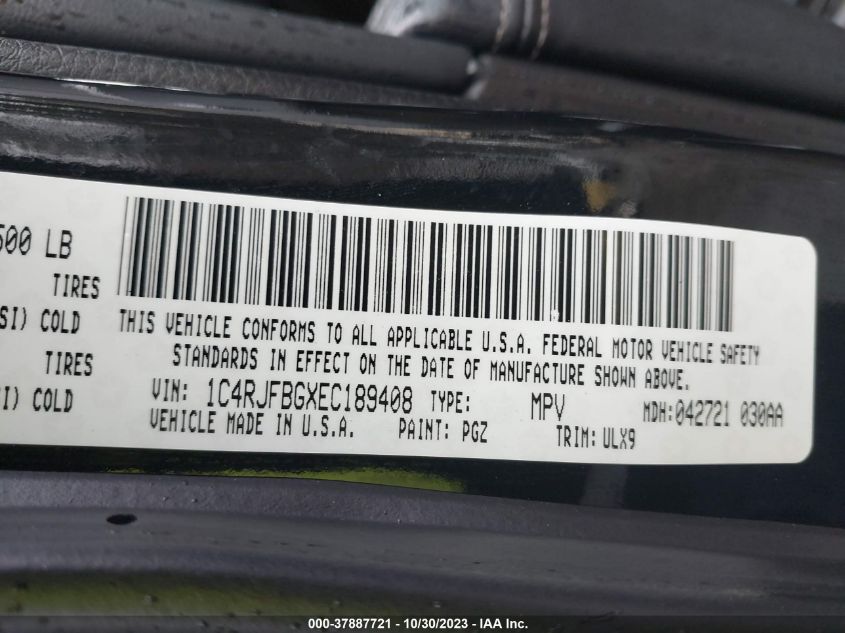 500 LB
TIRES
SI) COLD
TIRES
I) COLD
THIS VEHICLE CONFORMS TO ALL APPLICABLE U.S.A. FEDERAL MOTOR VEHICLE SAFETY
STANDARDS IN EFFECT ON THE DATE OF MANUFACTURE SHOWN ABOVE.
VIN: 1C4RJFBGXEC189408 TYPE: MPV MDH:042721 030AA
VEHICLE MADE IN U.S.A. PAINT: PGZ TRIM: ULX9
000-37887721 - 10/30/2023 - IAA Inc.